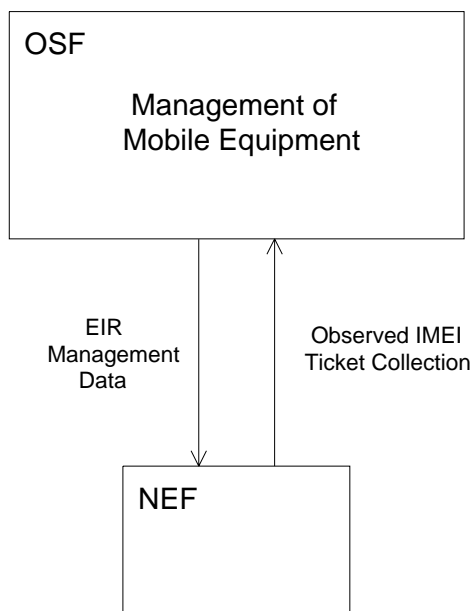 OSF
Management of
Mobile Equipment
EIR
Management
Data
Observed IMEI
Ticket Collection
NEF